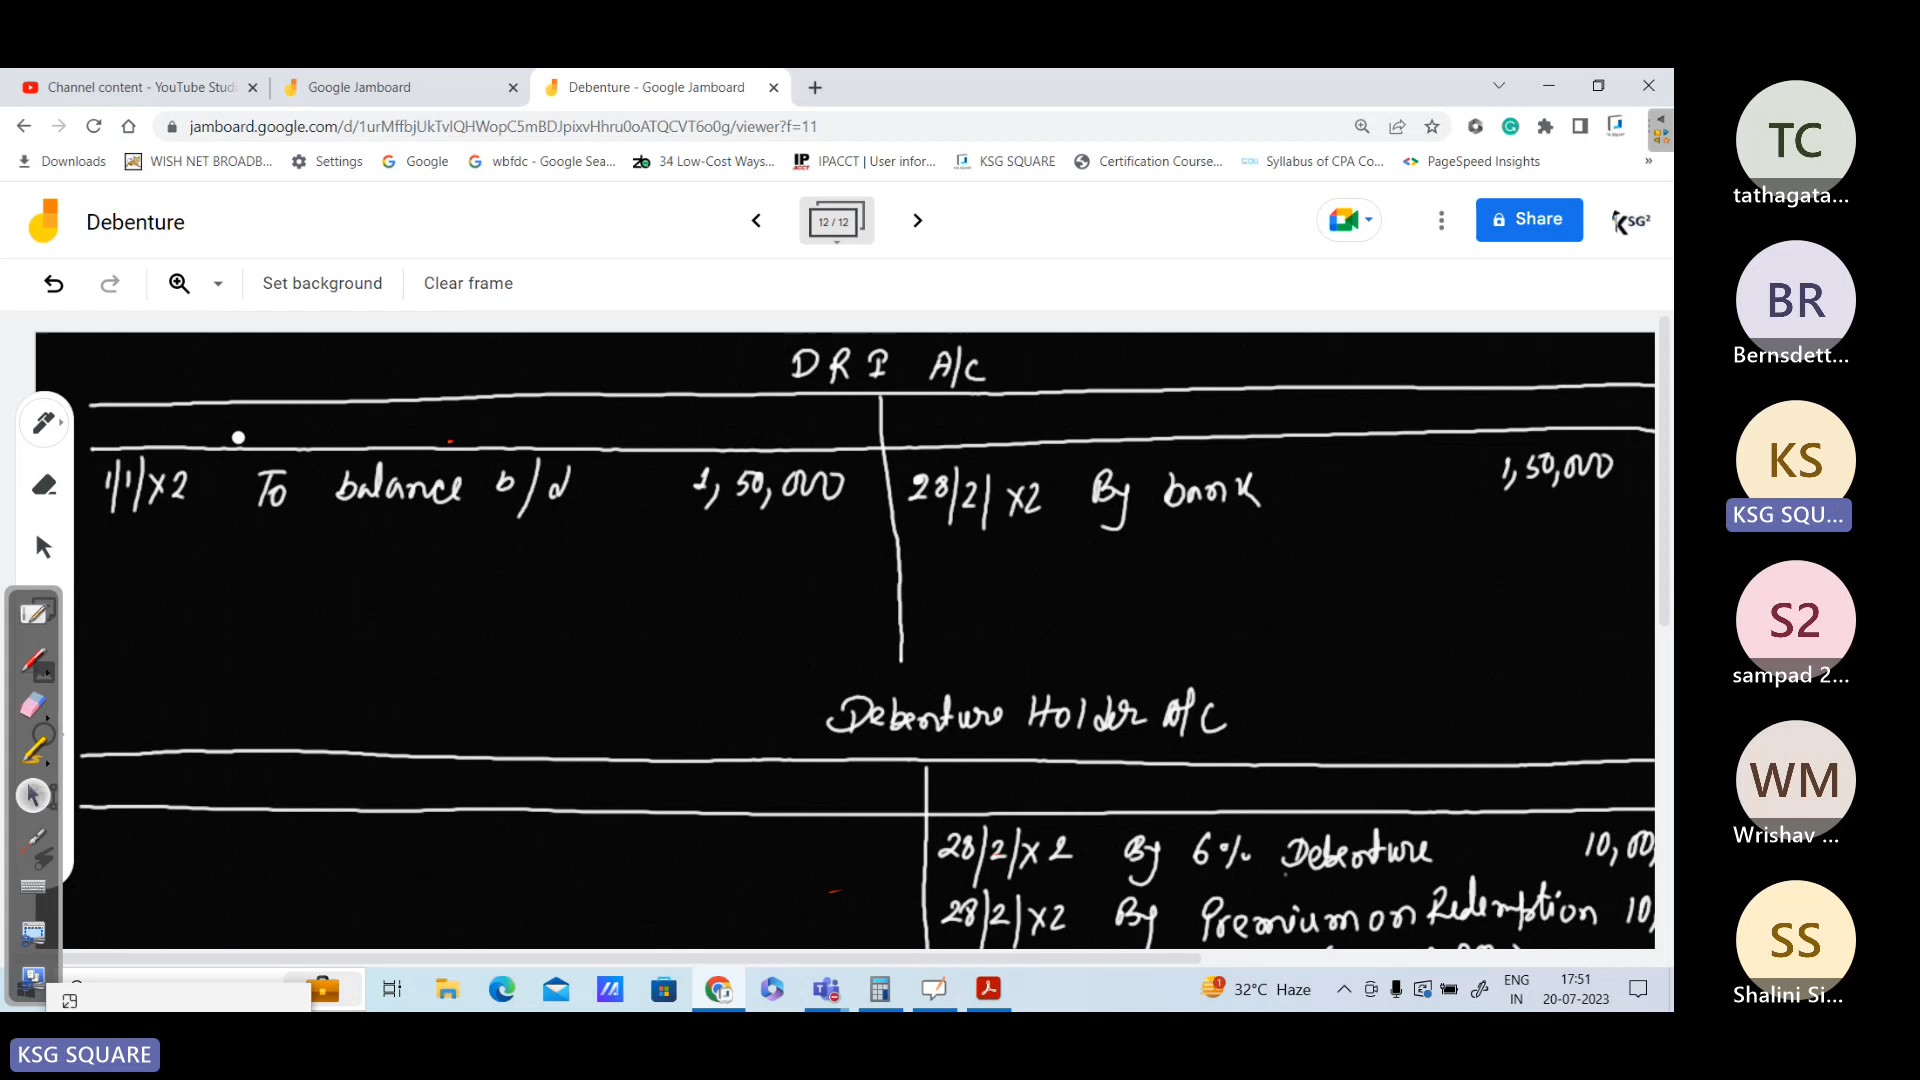 Channel content - YouTube Studi
Google Jamboard
Debenture - Google Jamboard
jamboard.google.com/d/1urMffbjUkTvIQHWopC5mBDJpixvHhru0oATQCVT6o0g/viewer?f=11
Downloads
WISH NET BROADB...
Settings
Google
wbfdc - Google Sea...
34 Low-Cost Ways...
IPACCT | User infor...
KSG SQUARE
Certification Course...
Syllabus of CPA Co...
PageSpeed Insights
»
Debenture
12 / 12
Share
KSG²
Set background
Clear frame
D R I A/C
1/1/X2 To balance b/d 1,50,000
28/2/X2 By bank 1,50,000
Debenture Holder A/C
28/2/X2 By 6% Debenture 10,00,
28/2/X2 By Premium on Redemption 10,
32°C Haze
ENG
IN
17:51
20-07-2023
TC
tathagata...
BR
Bernsdett...
KS
KSG SQU...
S2
sampad 2...
WM
Wrishav ...
SS
Shalini Si...
KSG SQUARE